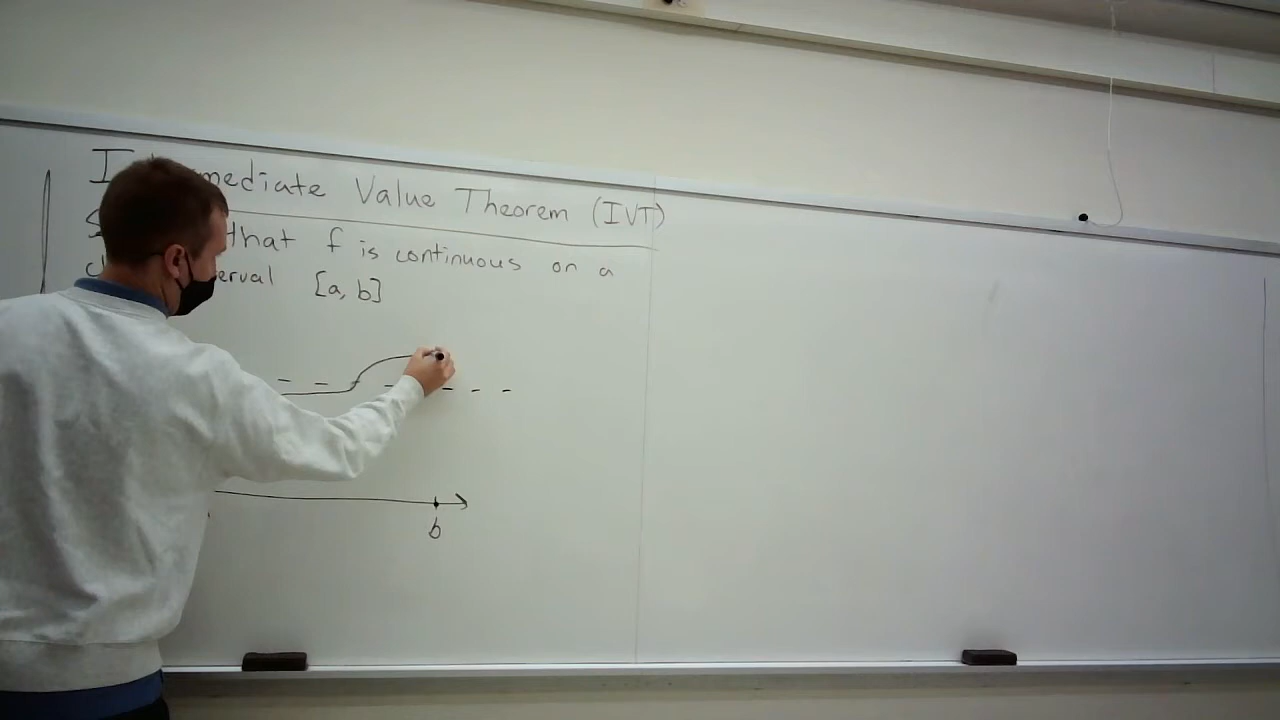 mediate Value Theorem (IVT)
that f is continuous on a
erval [a, b]
b